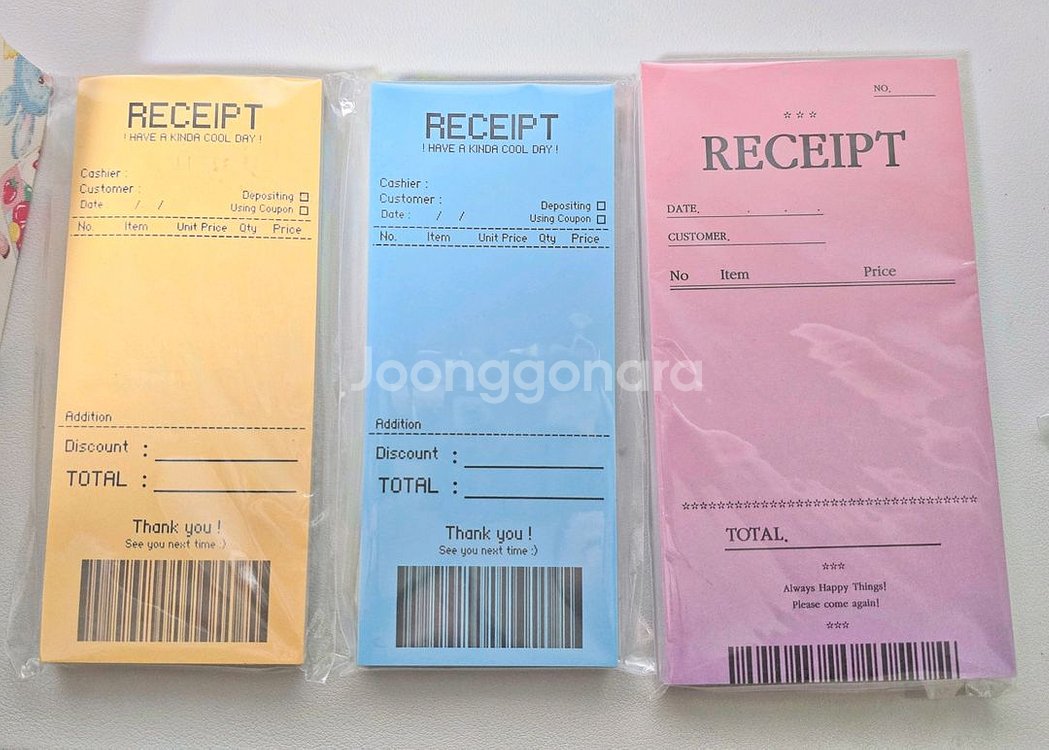 RECEIPT
! HAVE A KINDA COOL DAY !
Cashier :
Customer :
Depositing
Date : / /
Using Coupon
No. Item Unit Price Qty Price
Addition
Discount :
TOTAL :
Thank you !
See you next time :)
RECEIPT
! HAVE A KINDA COOL DAY !
Cashier :
Customer :
Depositing
Date : / /
Using Coupon
No. Item Unit Price Qty Price
Addition
Discount :
TOTAL :
Thank you !
See you next time :)
NO.
☆ ☆ ☆
RECEIPT
DATE. . . .
CUSTOMER.
No Item Price
☆☆☆☆☆☆☆☆☆☆☆☆☆☆☆☆☆☆☆☆☆☆☆☆☆☆☆☆☆☆☆☆☆☆☆
TOTAL.
☆☆☆
Always Happy Things!
Please come again!
☆☆☆
Joonggonara